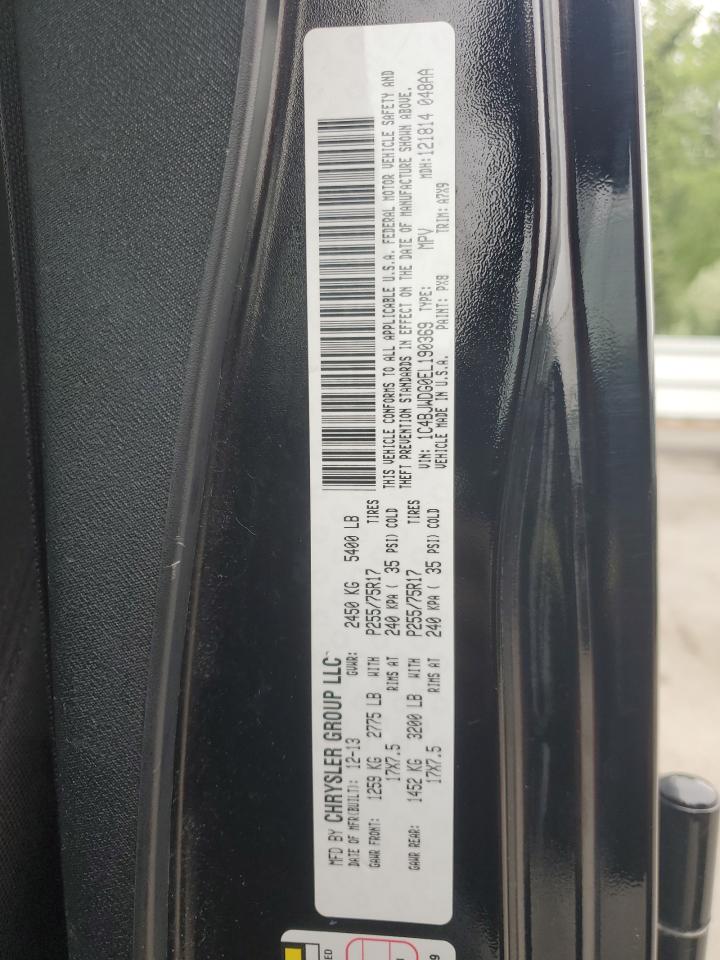 MFD BY CHRYSLER GROUP LLC
DATE OF MFR(BUILT): 12-13 GVWR: 2450 KG 5400 LB
GAWR FRONT: 1259 KG 2775 LB WITH P255/75R17 TIRES
17X7.5 RIMS AT 240 KPA ( 35 PSI) COLD
GAWR REAR: 1452 KG 3200 LB WITH P255/75R17 TIRES
17X7.5 RIMS AT 240 KPA ( 35 PSI) COLD
THIS VEHICLE CONFORMS TO ALL APPLICABLE U.S.A. FEDERAL MOTOR VEHICLE SAFETY AND
THEFT PREVENTION STANDARDS IN EFFECT ON THE DATE OF MANUFACTURE SHOWN ABOVE.
VIN: 1C4BJWDG0EL190369 TYPE: MPV MDH:121814 048AA
VEHICLE MADE IN U.S.A. PAINT: PX8 TRIM: A7X9